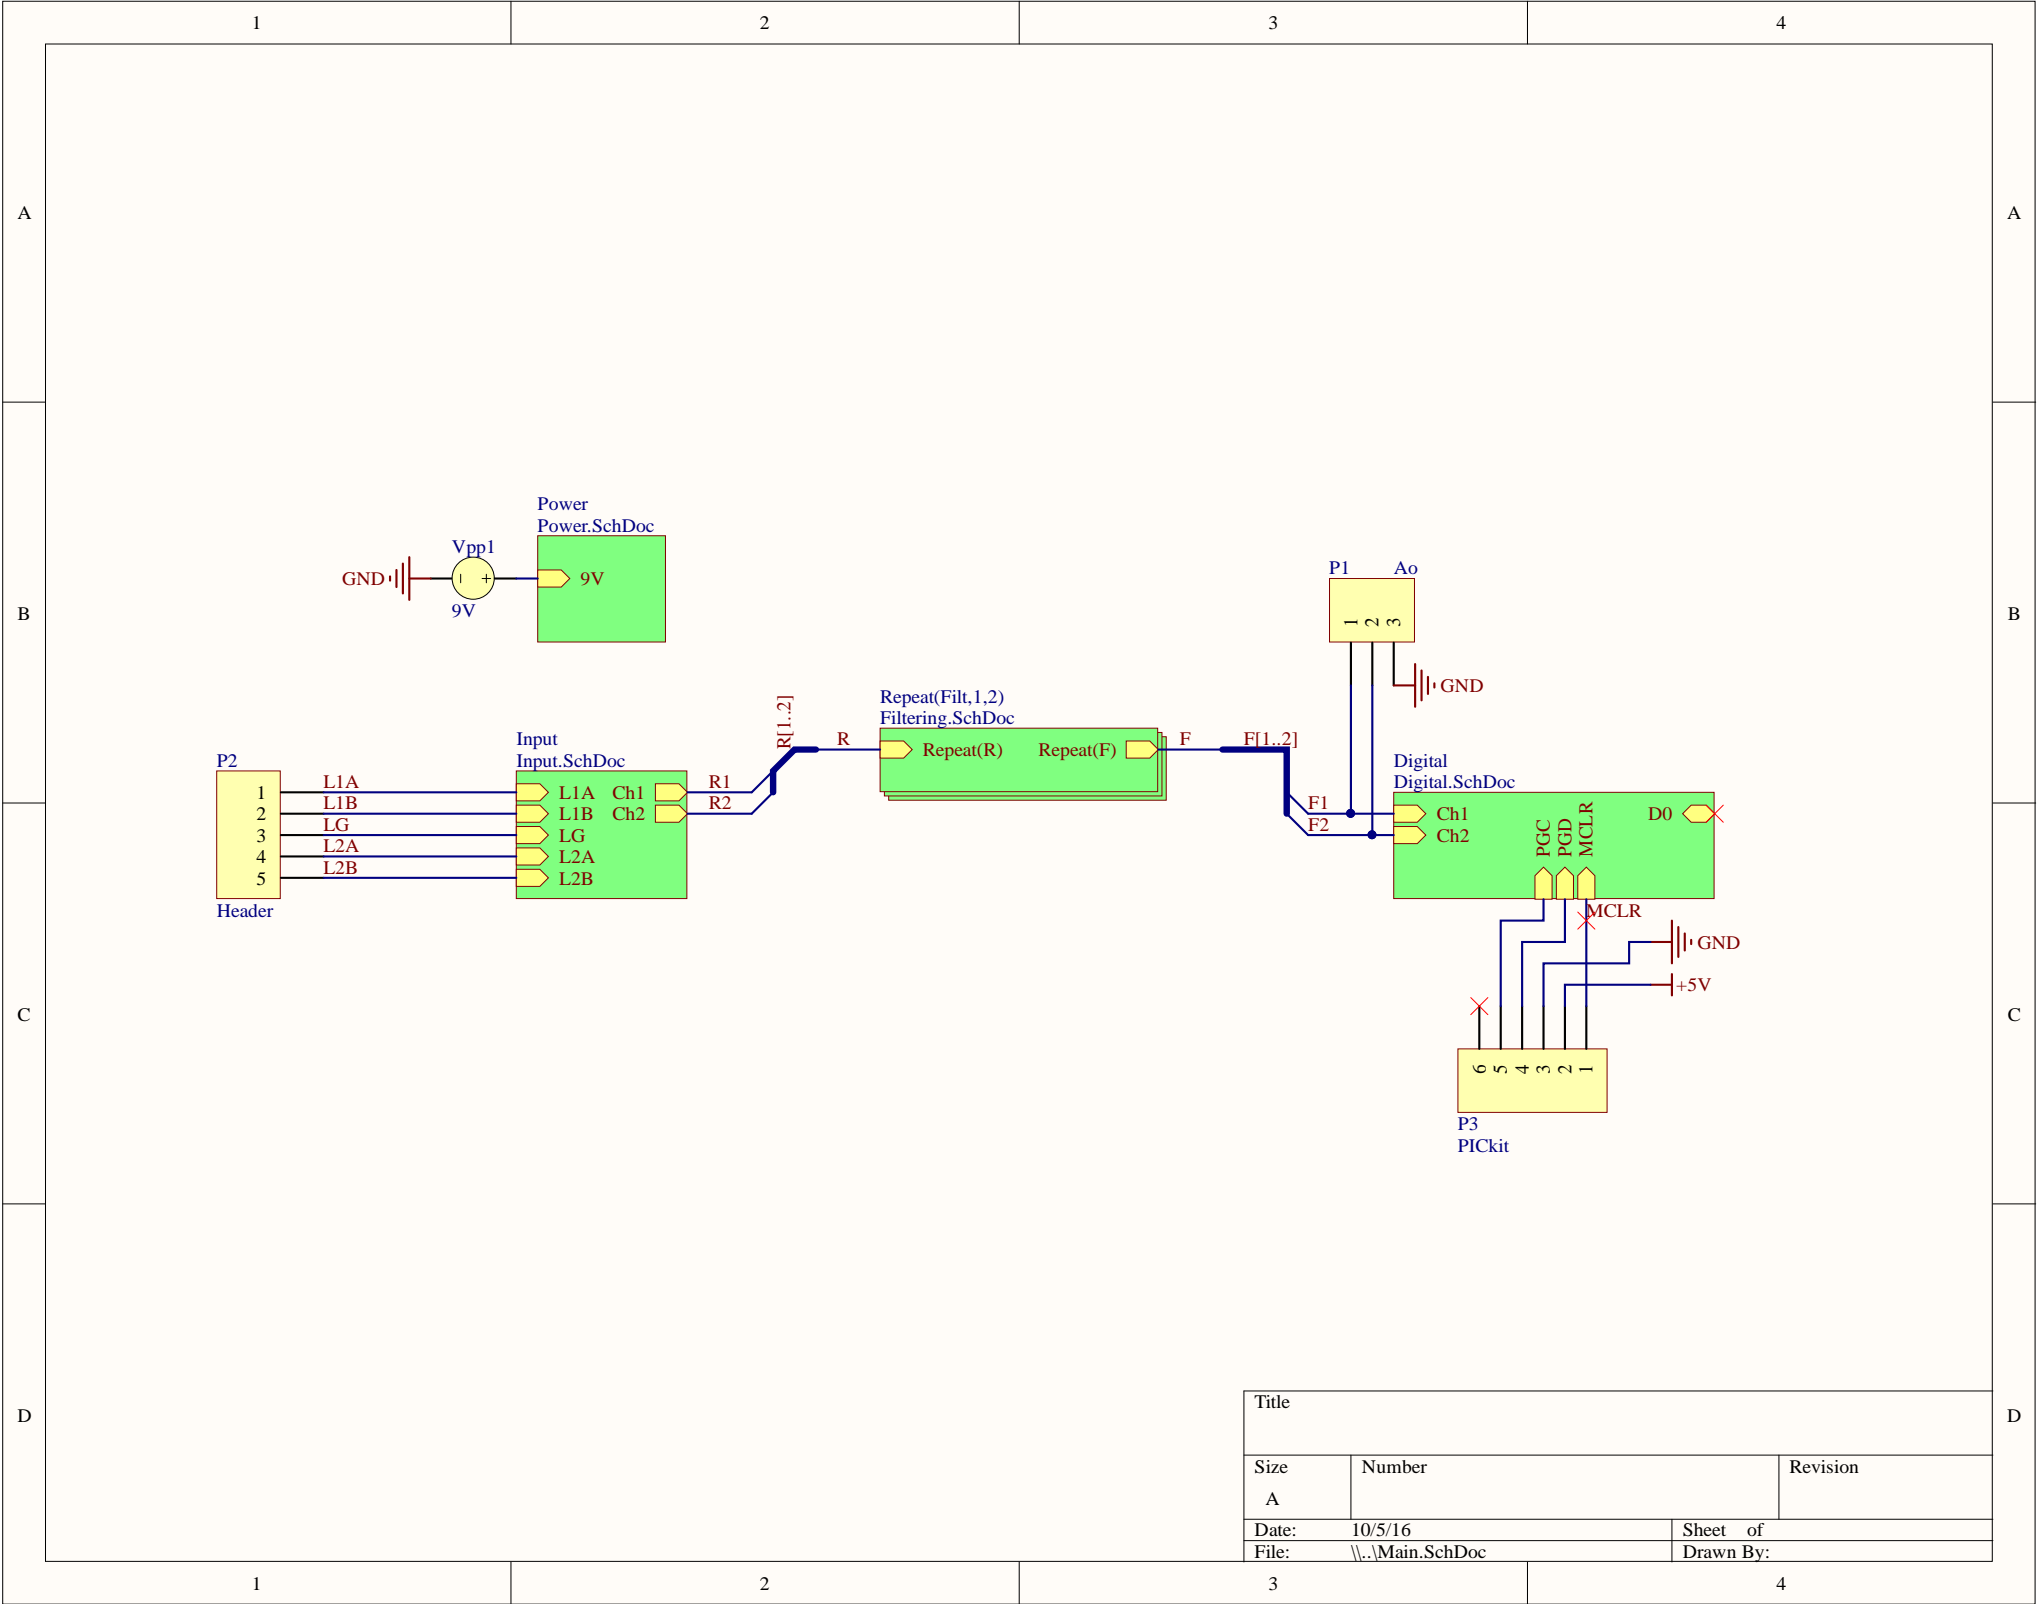 1 2 3 4
A A
Power
Power.SchDoc
Vpp1
GND - + 9V
9V
P1 Ao
B B
1 2 3
GND
R[1..2]
Repeat(Filt,1,2)
Filtering.SchDoc
R Repeat(R) Repeat(F) F F[1..2]
Input
Input.SchDoc
P2
Digital
Digital.SchDoc
1 L1A L1A Ch1 R1
2 L1B L1B Ch2 R2
3 LG LG
4 L2A L2A
5 L2B L2B
Header
F1 Ch1 D0
F2 Ch2
PGC
PGD
MCLR
MCLR
GND
+5V
C C
6 5 4 3 2 1
P3
PICkit
Title
D D
Size Number Revision
A
Date: 10/5/16 Sheet of
File: \\..\Main.SchDoc Drawn By:
1 2 3 4